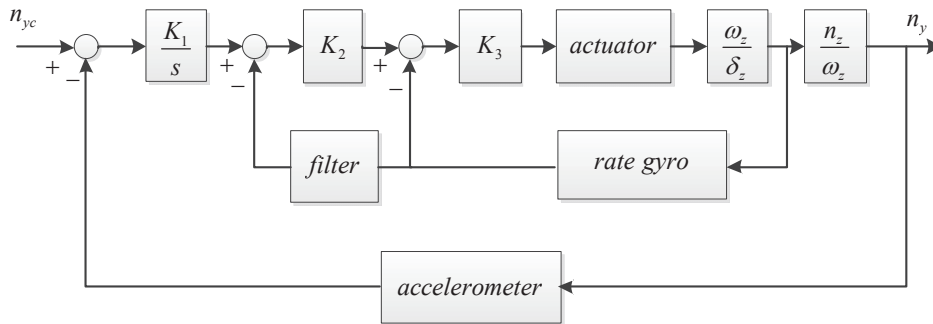 n_yc
+
−
K_1
s
+
−
K_2
+
−
K_3
actuator
ω_z
δ_z
n_z
ω_z
n_y
filter
rate gyro
accelerometer